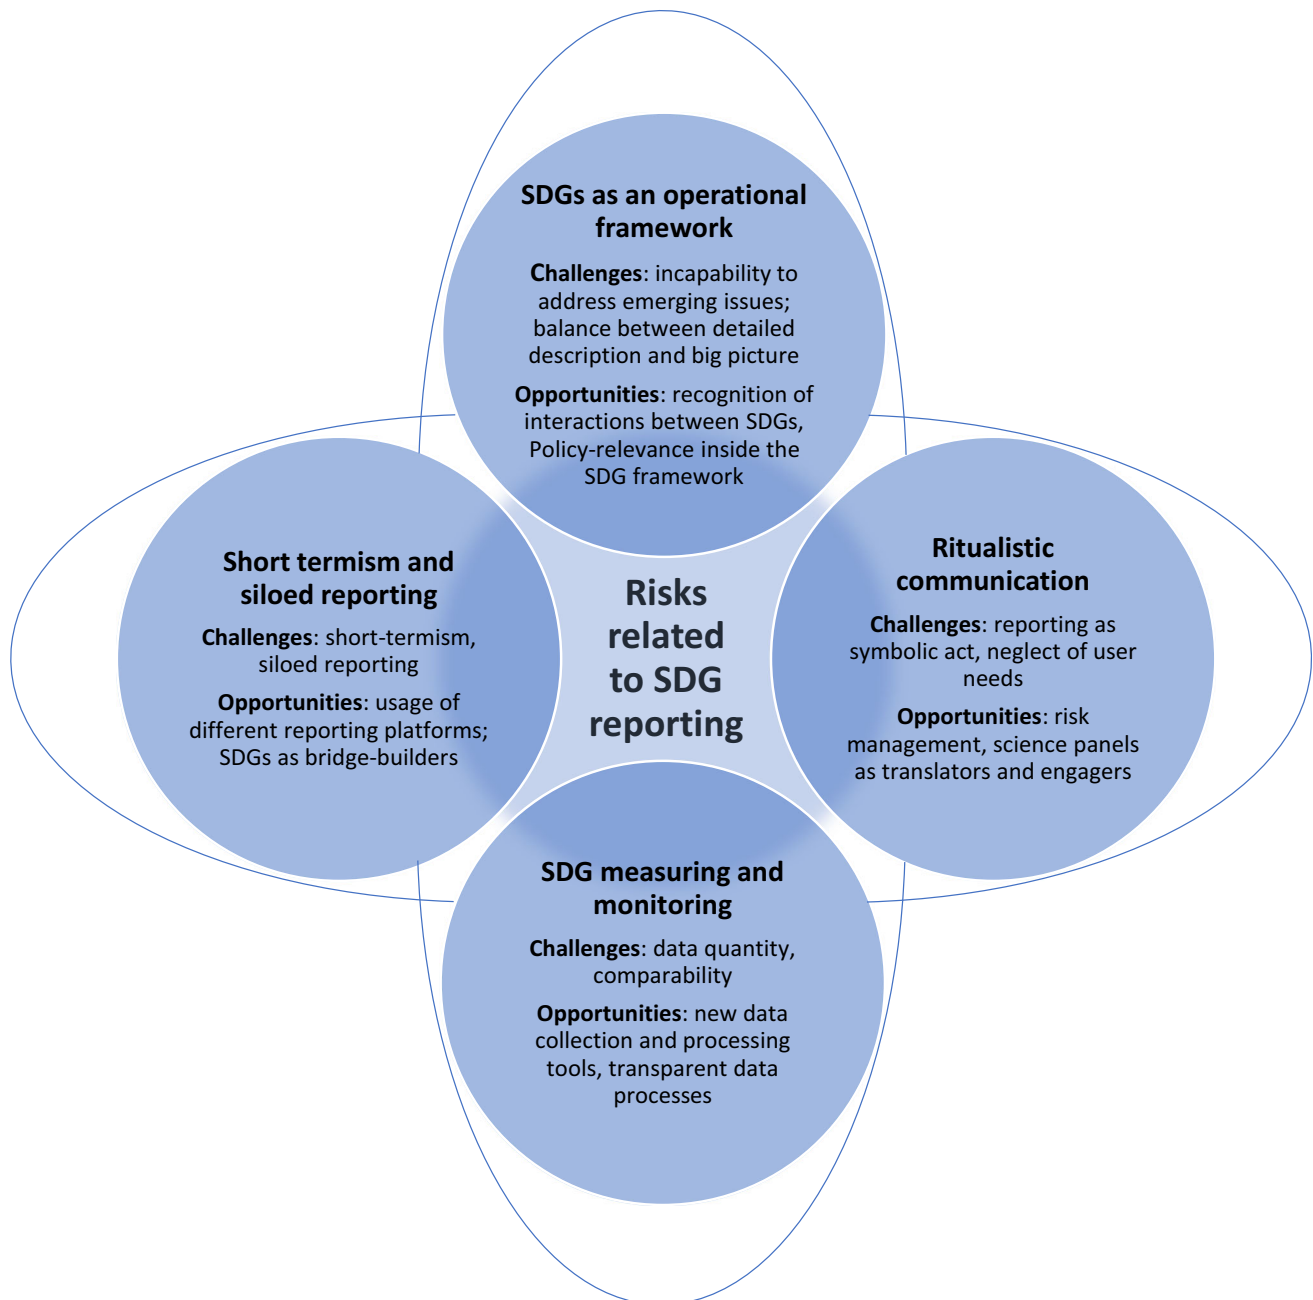 SDGs as an operational
framework
Challenges: incapability to
address emerging issues;
balance between detailed
description and big picture
Opportunities: recognition of
interactions between SDGs,
Policy-relevance inside the
SDG framework
Short termism and
siloed reporting
Challenges: short-termism,
siloed reporting
Opportunities: usage of
different reporting platforms;
SDGs as bridge-builders
Risks
related
to SDG
reporting
Ritualistic
communication
Challenges: reporting as
symbolic act, neglect of user
needs
Opportunities: risk
management, science panels
as translators and engagers
SDG measuring and
monitoring
Challenges: data quantity,
comparability
Opportunities: new data
collection and processing
tools, transparent data
processes